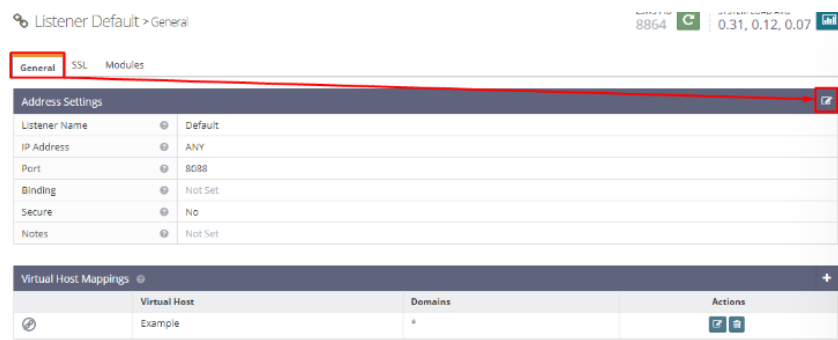 Listener Default > General
8864 0.31, 0.12, 0.07
General SSL Modules
Address Settings
Listener Name Default
IP Address ANY
Port 8088
Binding Not Set
Secure No
Notes Not Set
Virtual Host Mappings
Virtual Host Domains Actions
Example *